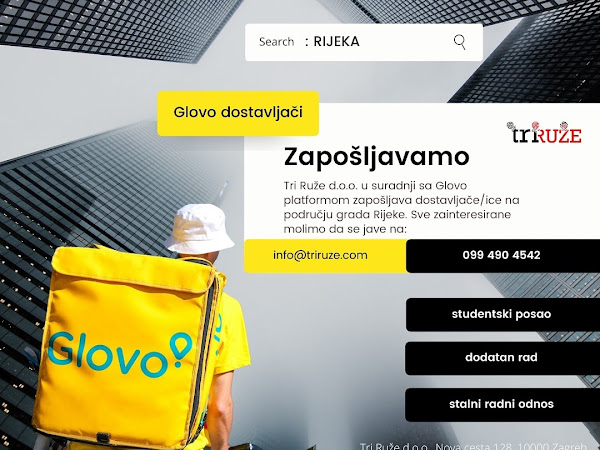 Search : RIJEKA
Glovo dostavljači
triRUŽE
Zapošljavamo
Tri Ruže d.o.o. u suradnji sa Glovo
platformom zapošljava dostavljače/ice na
području grada Rijeke. Sve zainteresirane
molimo da se jave na:
info@triruze.com
099 490 4542
studentski posao
dodatan rad
stalni radni odnos
Glovo
Tri Ruže d.o.o., Nova cesta 128, 10000 Zagreb